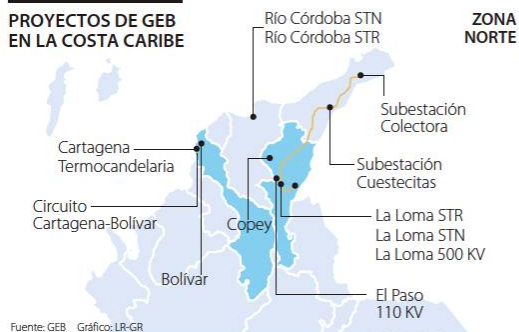 PROYECTOS DE GEB
EN LA COSTA CARIBE
Río Córdoba STN
Río Córdoba STR
ZONA
NORTE
Subestación
Colectora
Cartagena
Termocandelaria
Subestación
Cuestecitas
Circuito
Cartagena-Bolívar
Copey
La Loma STR
La Loma STN
La Loma 500 KV
Bolívar
El Paso
110 KV
Fuente: GEB Gráfico: LR-GR